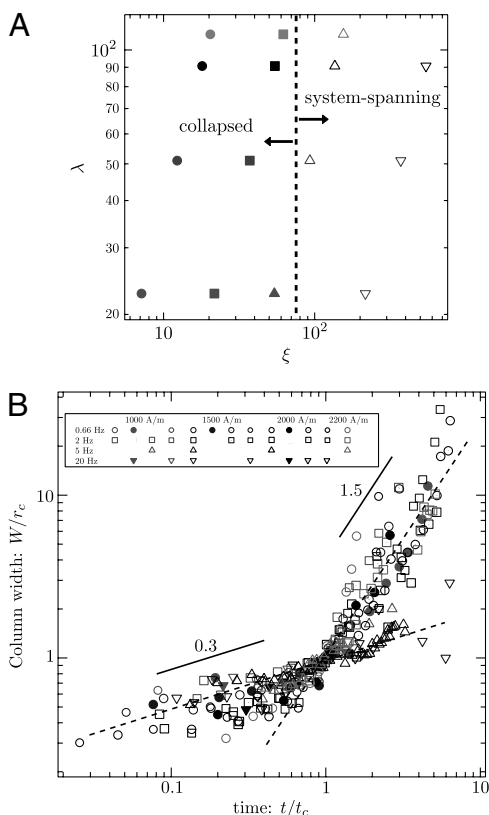 A
10²
90
80
70
60
50
40
30
20
λ
system-spanning
collapsed
10
10²
ξ
B
1000 A/m 1500 A/m 2000 A/m 2200 A/m
0.66 Hz
2 Hz
5 Hz
20 Hz
1.5
0.3
10
1
Column width: W/r_c
0.1
1
10
time: t/t_c